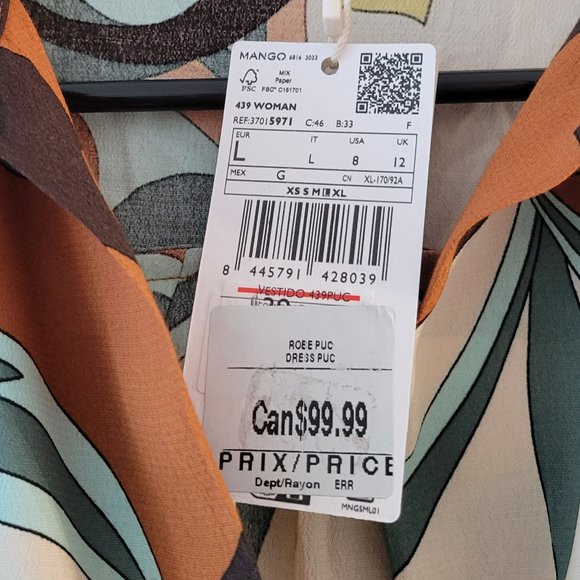 MANGO 6816 3033
MIX
Paper
FSC
FSC® C151701
439 WOMAN
REF:37015971 C:46 B:33 F
EUR IT USA UK
L L 8 12
MEX G CN XL-170/92A
XS S M L XL
8 445791 428039
VESTIDO 439PUC
ROBE PUC
DRESS PUC
Can$99.99
PRIX/PRICE
Dept/Rayon ERR
MNGSML01